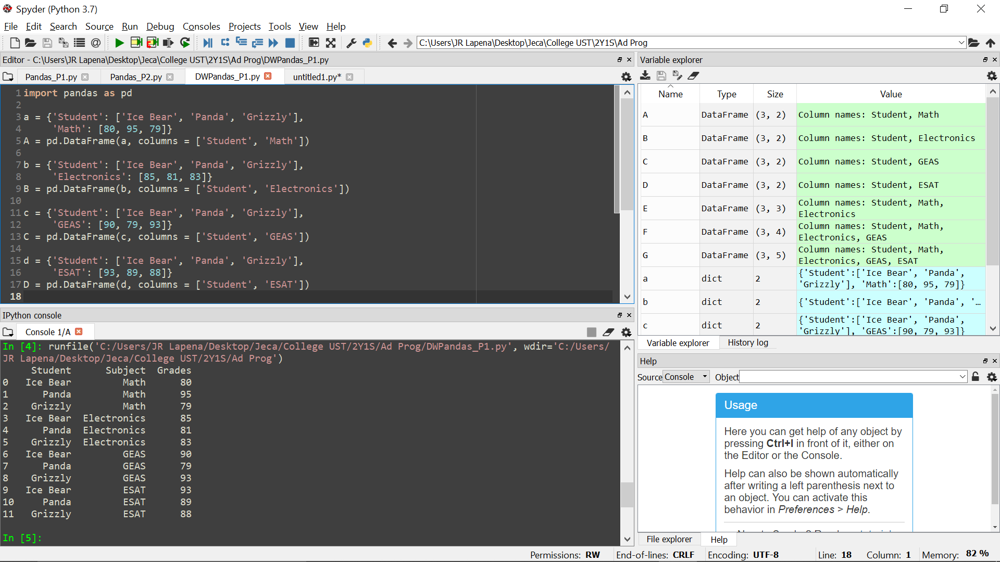 Spyder (Python 3.7)
File Edit Search Source Run Debug Consoles Projects Tools View Help
C:\Users\JR Lapena\Desktop\Jeca\College UST\2Y1S\Ad Prog
Editor - C:\Users\JR Lapena\Desktop\Jeca\College UST\2Y1S\Ad Prog\DWPandas_P1.py
Pandas_P1.py Pandas_P2.py DWPandas_P1.py untitled1.py*
1 import pandas as pd
2
3 a = {'Student': ['Ice Bear', 'Panda', 'Grizzly'],
4      'Math': [80, 95, 79]}
5 A = pd.DataFrame(a, columns = ['Student', 'Math'])
6
7 b = {'Student': ['Ice Bear', 'Panda', 'Grizzly'],
8      'Electronics': [85, 81, 83]}
9 B = pd.DataFrame(b, columns = ['Student', 'Electronics'])
10
11 c = {'Student': ['Ice Bear', 'Panda', 'Grizzly'],
12      'GEAS': [90, 79, 93]}
13 C = pd.DataFrame(c, columns = ['Student', 'GEAS'])
14
15 d = {'Student': ['Ice Bear', 'Panda', 'Grizzly'],
16      'ESAT': [93, 89, 88]}
17 D = pd.DataFrame(d, columns = ['Student', 'ESAT'])
18
IPython console
Console 1/A
In [4]: runfile('C:/Users/JR Lapena/Desktop/Jeca/College UST/2Y1S/Ad Prog/DWPandas_P1.py', wdir='C:/Users/
JR Lapena/Desktop/Jeca/College UST/2Y1S/Ad Prog')
Student Subject Grades
0 Ice Bear Math 80
1 Panda Math 95
2 Grizzly Math 79
3 Ice Bear Electronics 85
4 Panda Electronics 81
5 Grizzly Electronics 83
6 Ice Bear GEAS 90
7 Panda GEAS 79
8 Grizzly GEAS 93
9 Ice Bear ESAT 93
10 Panda ESAT 89
11 Grizzly ESAT 88
In [5]:
Variable explorer
Name Type Size Value
A DataFrame (3, 2) Column names: Student, Math
B DataFrame (3, 2) Column names: Student, Electronics
C DataFrame (3, 2) Column names: Student, GEAS
D DataFrame (3, 2) Column names: Student, ESAT
E DataFrame (3, 3) Column names: Student, Math,
Electronics
F DataFrame (3, 4) Column names: Student, Math,
Electronics, GEAS
G DataFrame (3, 5) Column names: Student, Math,
Electronics, GEAS, ESAT
a dict 2 {'Student':['Ice Bear', 'Panda',
'Grizzly'], 'Math':[80, 95, 79]}
b dict 2 {'Student':['Ice Bear', 'Panda', '...
c dict 2 {'Student':['Ice Bear', 'Panda',
'Grizzly'], 'GEAS':[90, 79, 93]}
Variable explorer History log
Help
Source Console Object
Usage
Here you can get help of any object by
pressing Ctrl+I in front of it, either on
the Editor or the Console.
Help can also be shown automatically
after writing a left parenthesis next to
an object. You can activate this
behavior in Preferences > Help.
File explorer Help
Permissions: RW End-of-lines: CRLF Encoding: UTF-8 Line: 18 Column: 1 Memory: 82 %